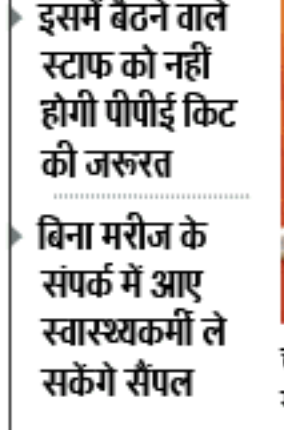 इसमें बैठने वाले
स्टाफ को नहीं
होगी पीपीई किट
की जरूरत
बिना मरीज के
संपर्क में आए
स्वास्थ्यकर्मी ले
सकेंगे सैंपल